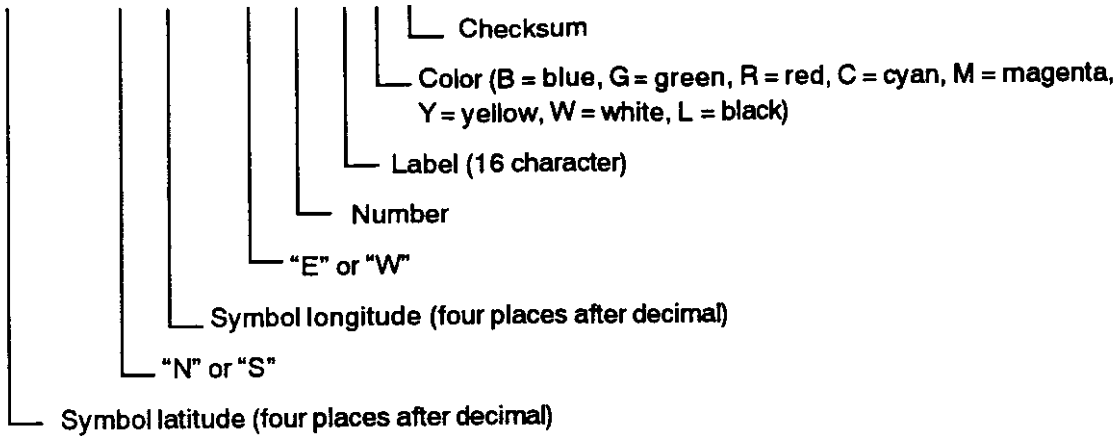 Checksum
Color (B = blue, G = green, R = red, C = cyan, M = magenta,
Y = yellow, W = white, L = black)
Label (16 character)
Number
“E” or “W”
Symbol longitude (four places after decimal)
“N” or “S”
Symbol latitude (four places after decimal)